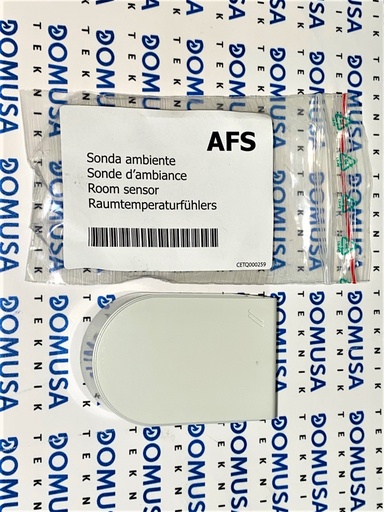 AFS
Sonda ambiente
Sonde d'ambiance
Room sensor
Raumtemperaturfühlers
CETQ000259
DOMUSA
TEKNIK